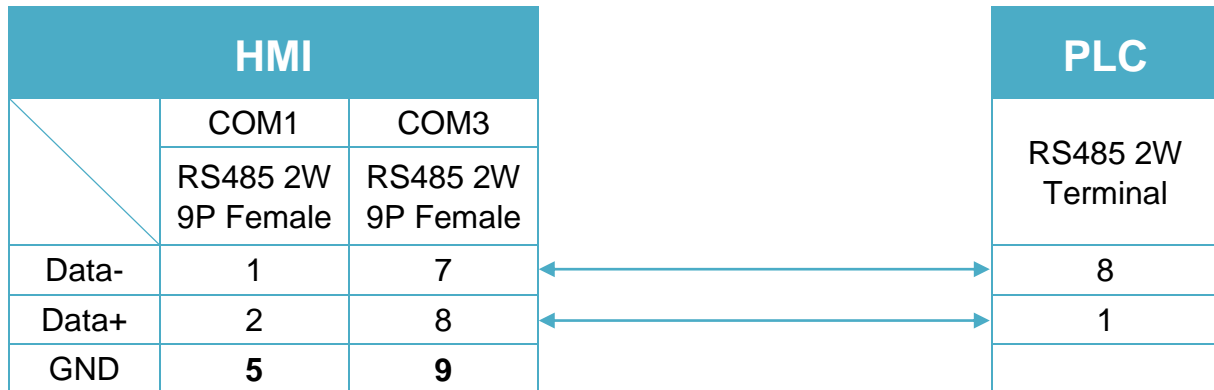 HMI
PLC
COM1
COM3
RS485 2W
9P Female
RS485 2W
9P Female
RS485 2W
Terminal
Data-
1
7
8
Data+
2
8
1
GND
5
9